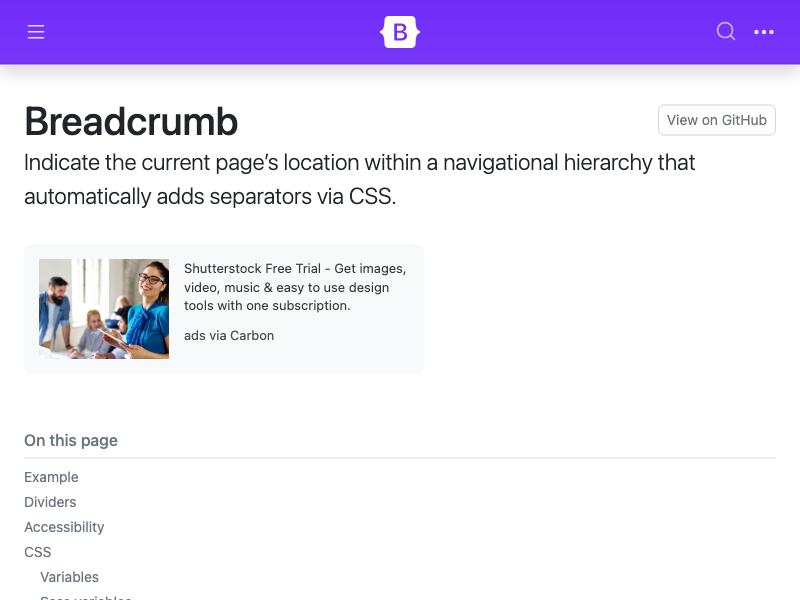 B
Breadcrumb
View on GitHub
Indicate the current page’s location within a navigational hierarchy that
automatically adds separators via CSS.
Shutterstock Free Trial - Get images,
video, music & easy to use design
tools with one subscription.
ads via Carbon
On this page
Example
Dividers
Accessibility
CSS
Variables
Sass variables